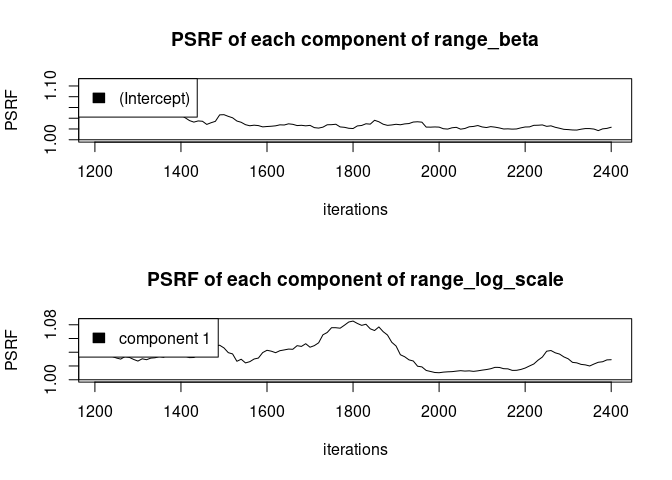 PSRF of each component of range_beta
PSRF
1.00 1.10
(Intercept)
1200 1400 1600 1800 2000 2200 2400
iterations
PSRF of each component of range_log_scale
PSRF
1.00 1.08
component 1
1200 1400 1600 1800 2000 2200 2400
iterations